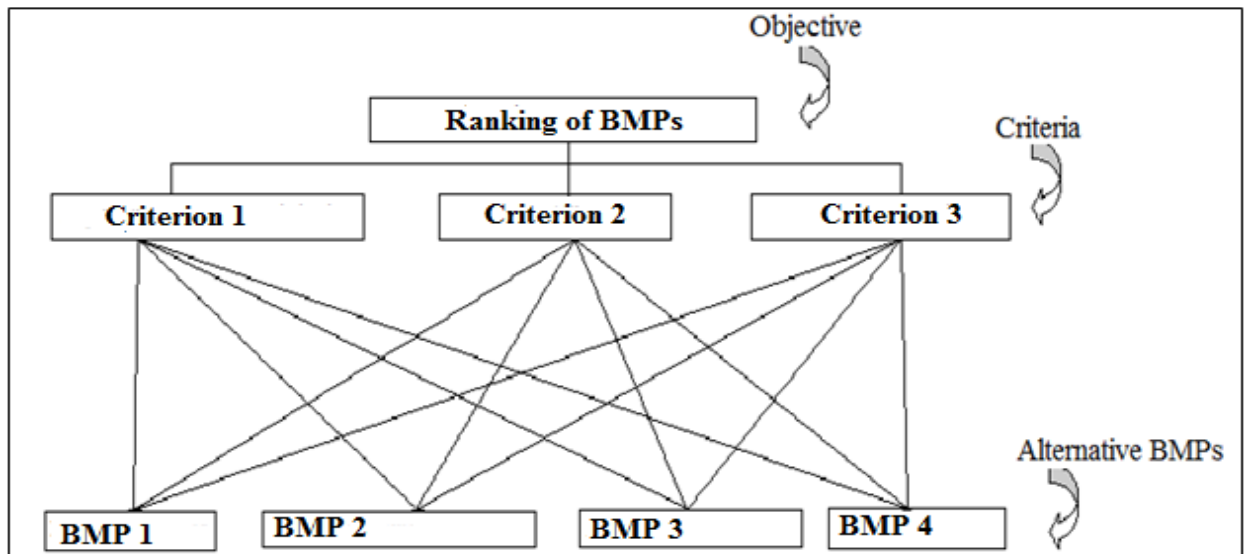 Objective
Ranking of BMPs
Criteria
Criterion 1
Criterion 2
Criterion 3
Alternative BMPs
BMP 1
BMP 2
BMP 3
BMP 4